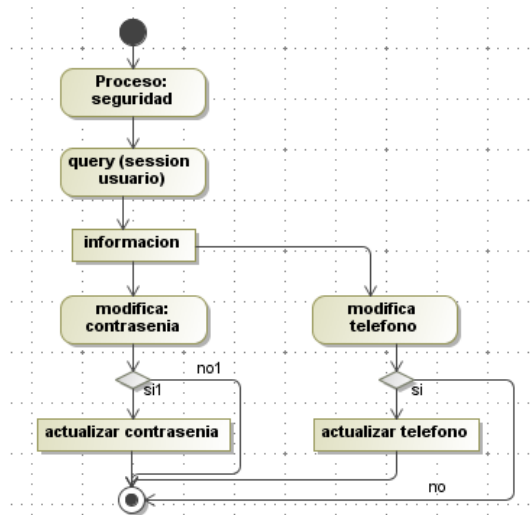 Proceso:
seguridad
query (session
usuario)
informacion
modifica:
contrasenia
modifica
telefono
no1
si1
si
actualizar contrasenia
actualizar telefono
no